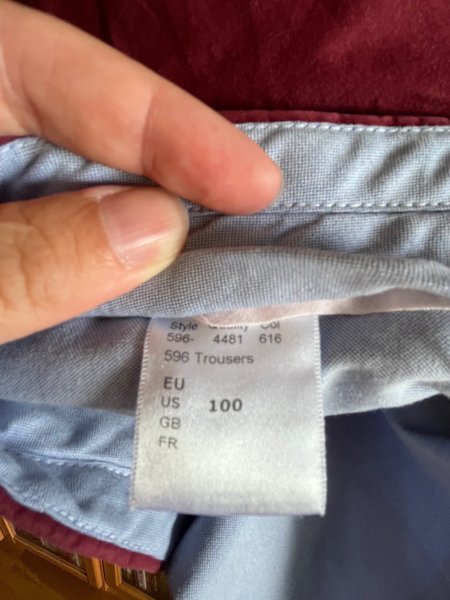 Style Quality Col
596- 4481 616
596 Trousers
EU
US 100
GB
FR